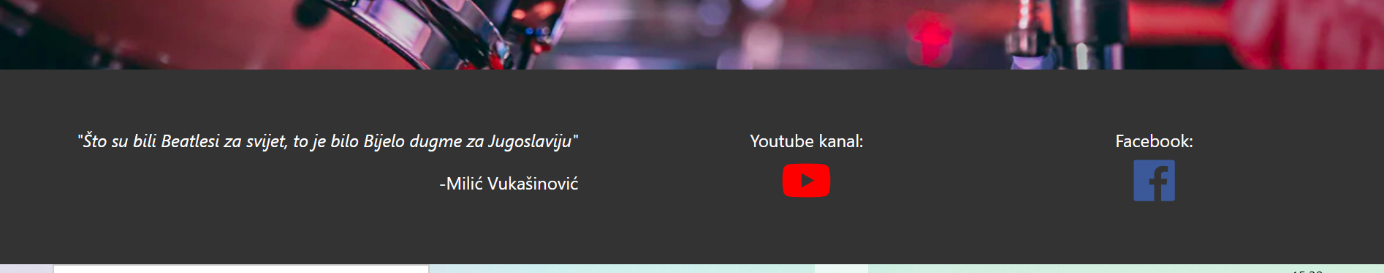 "Što su bili Beatlesi za svijet, to je bilo Bijelo dugme za Jugoslaviju"
-Milić Vukašinović
Youtube kanal:
Facebook: